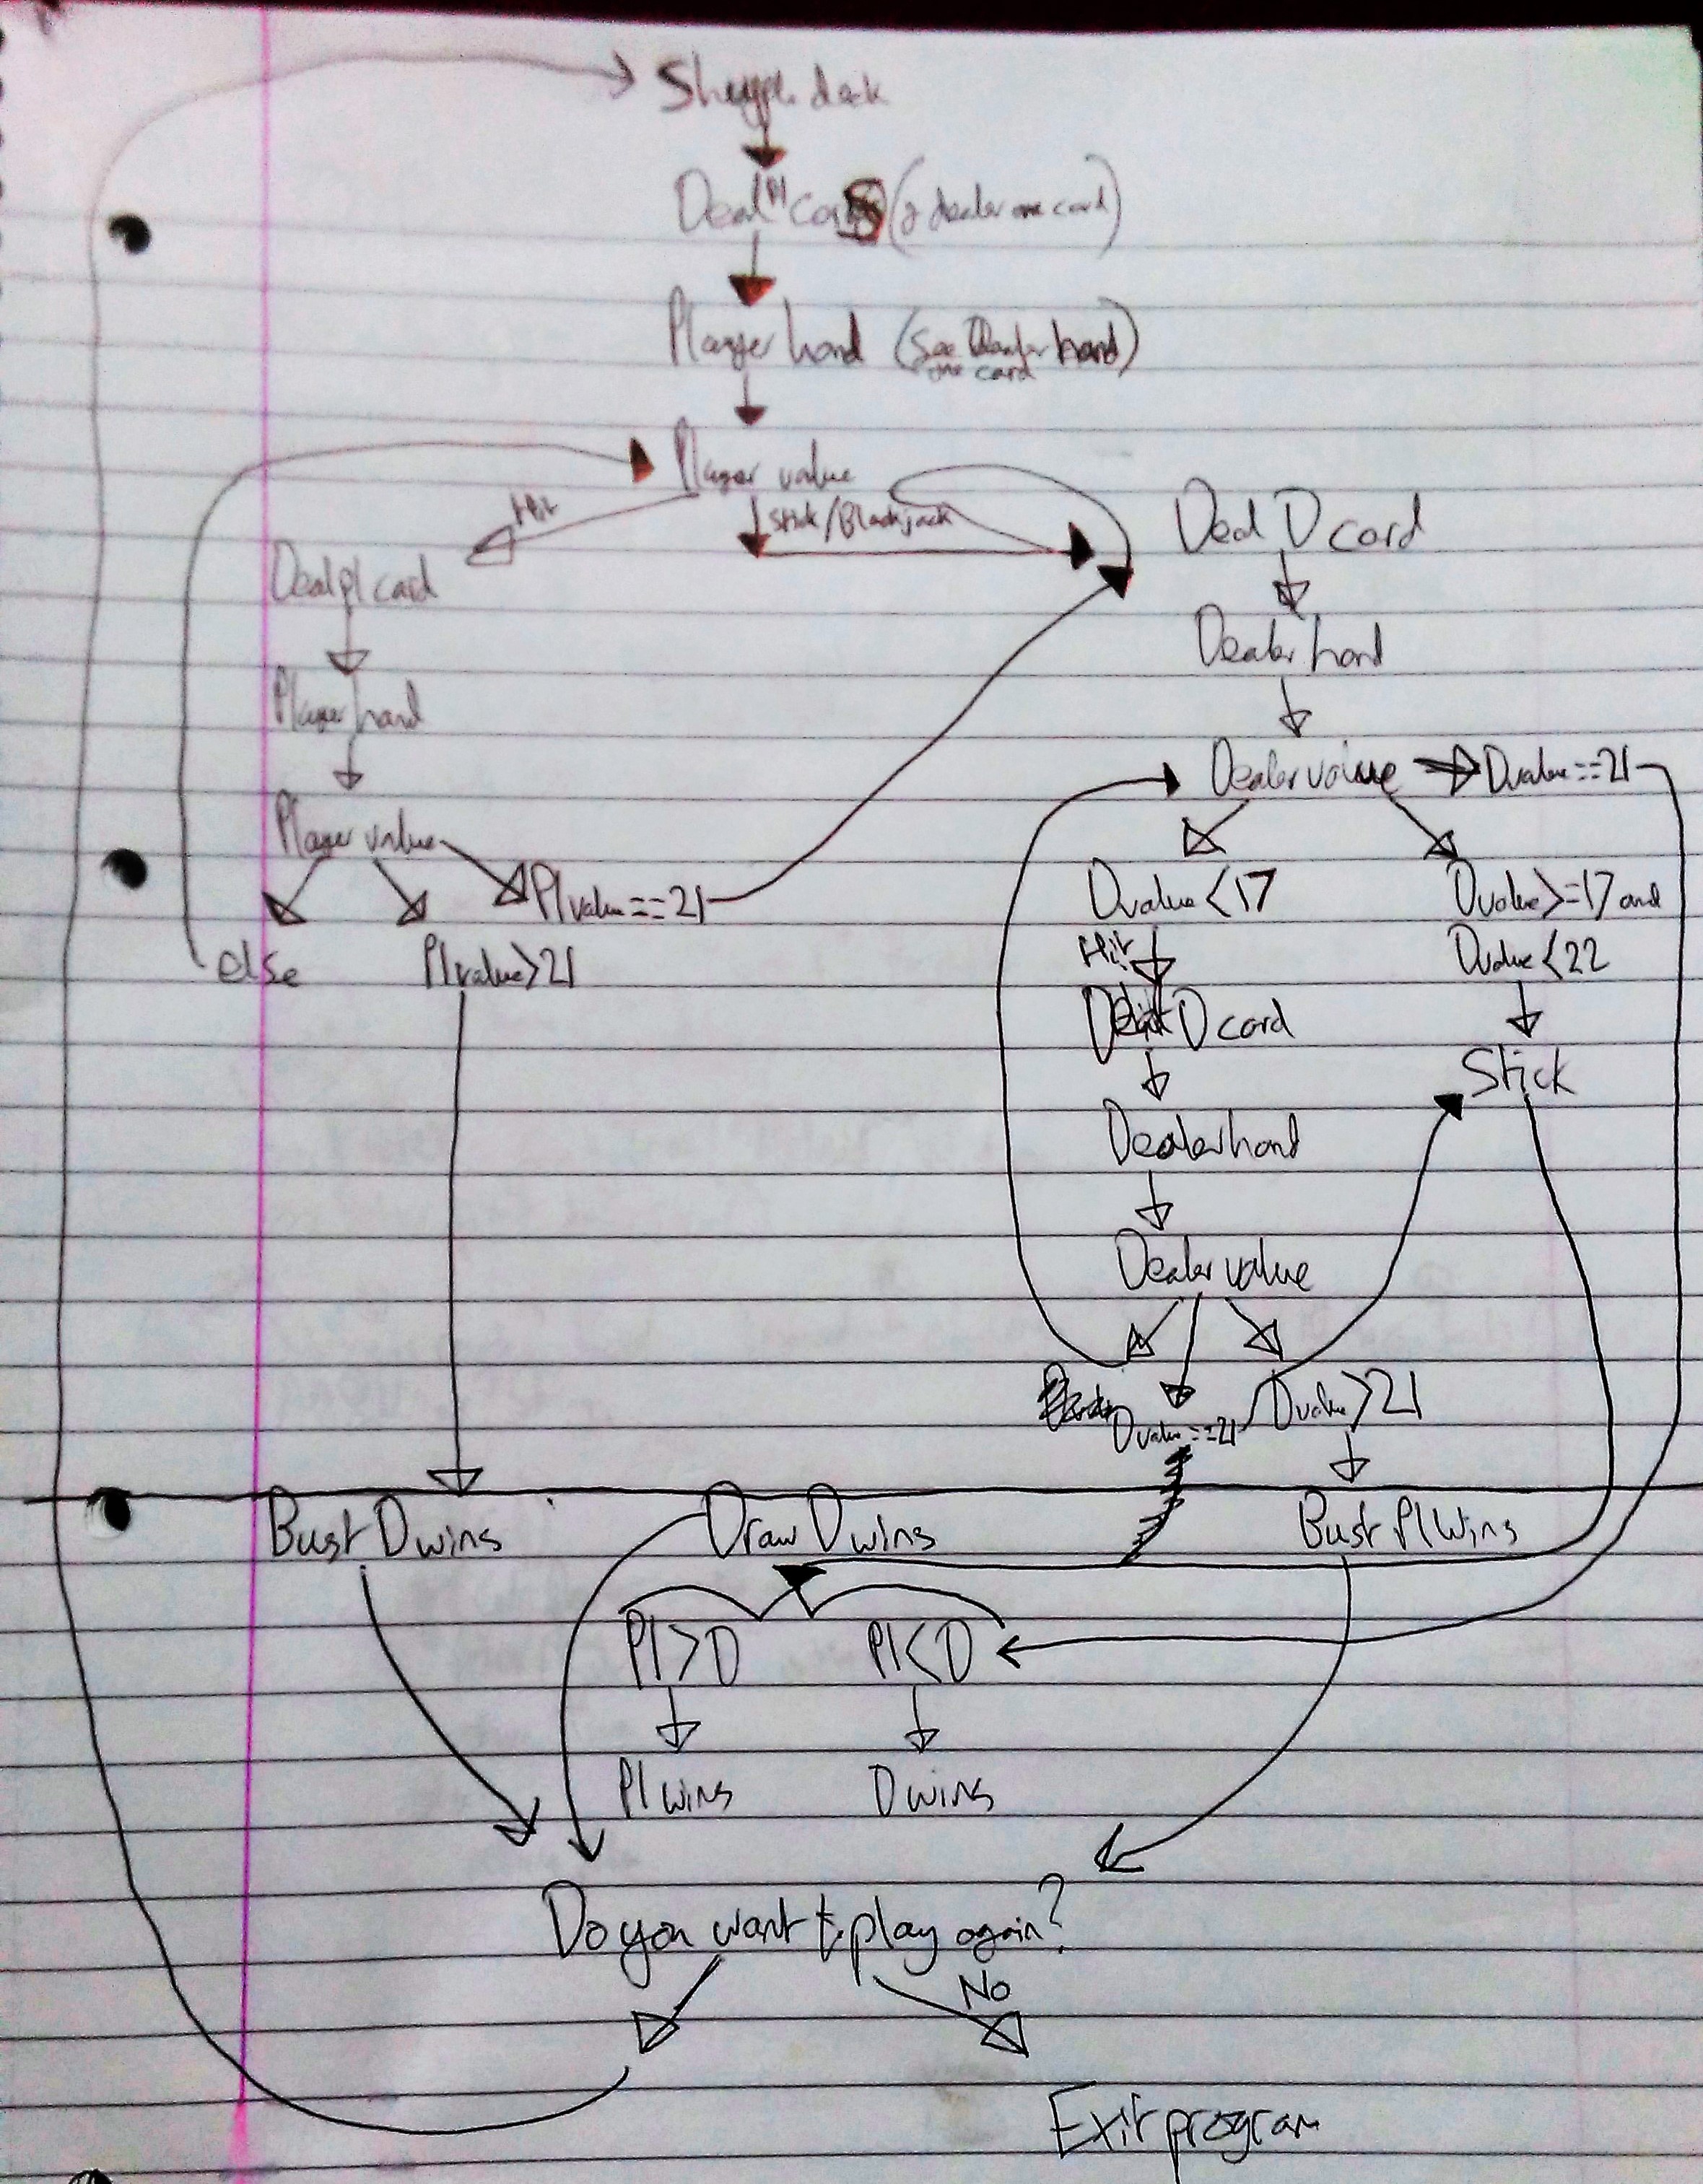 Shuffle deck
Deal Pl cards (& dealer one card)
Player hand (See Dealer hand)
one card
Player value
Hit
Stick/Blackjack
Deal pl card
Player hand
Player value
else
Pl value>21
Pl value==21
Deal D card
Dealer hand
Dealer value
D value==21
D value<17
D value>=17 and
D value<22
Hit
Deal D card
Stick
Dealer hand
Dealer value
D value==21
D value>21
Bust D wins
Draw D wins
Bust Pl wins
Pl>D
Pl<D
Pl wins
D wins
Do you want to play again?
No
Exit program